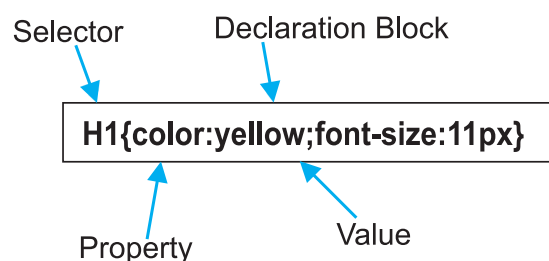 Selector Declaration Block
H1{color:yellow;font-size:11px}
Property Value